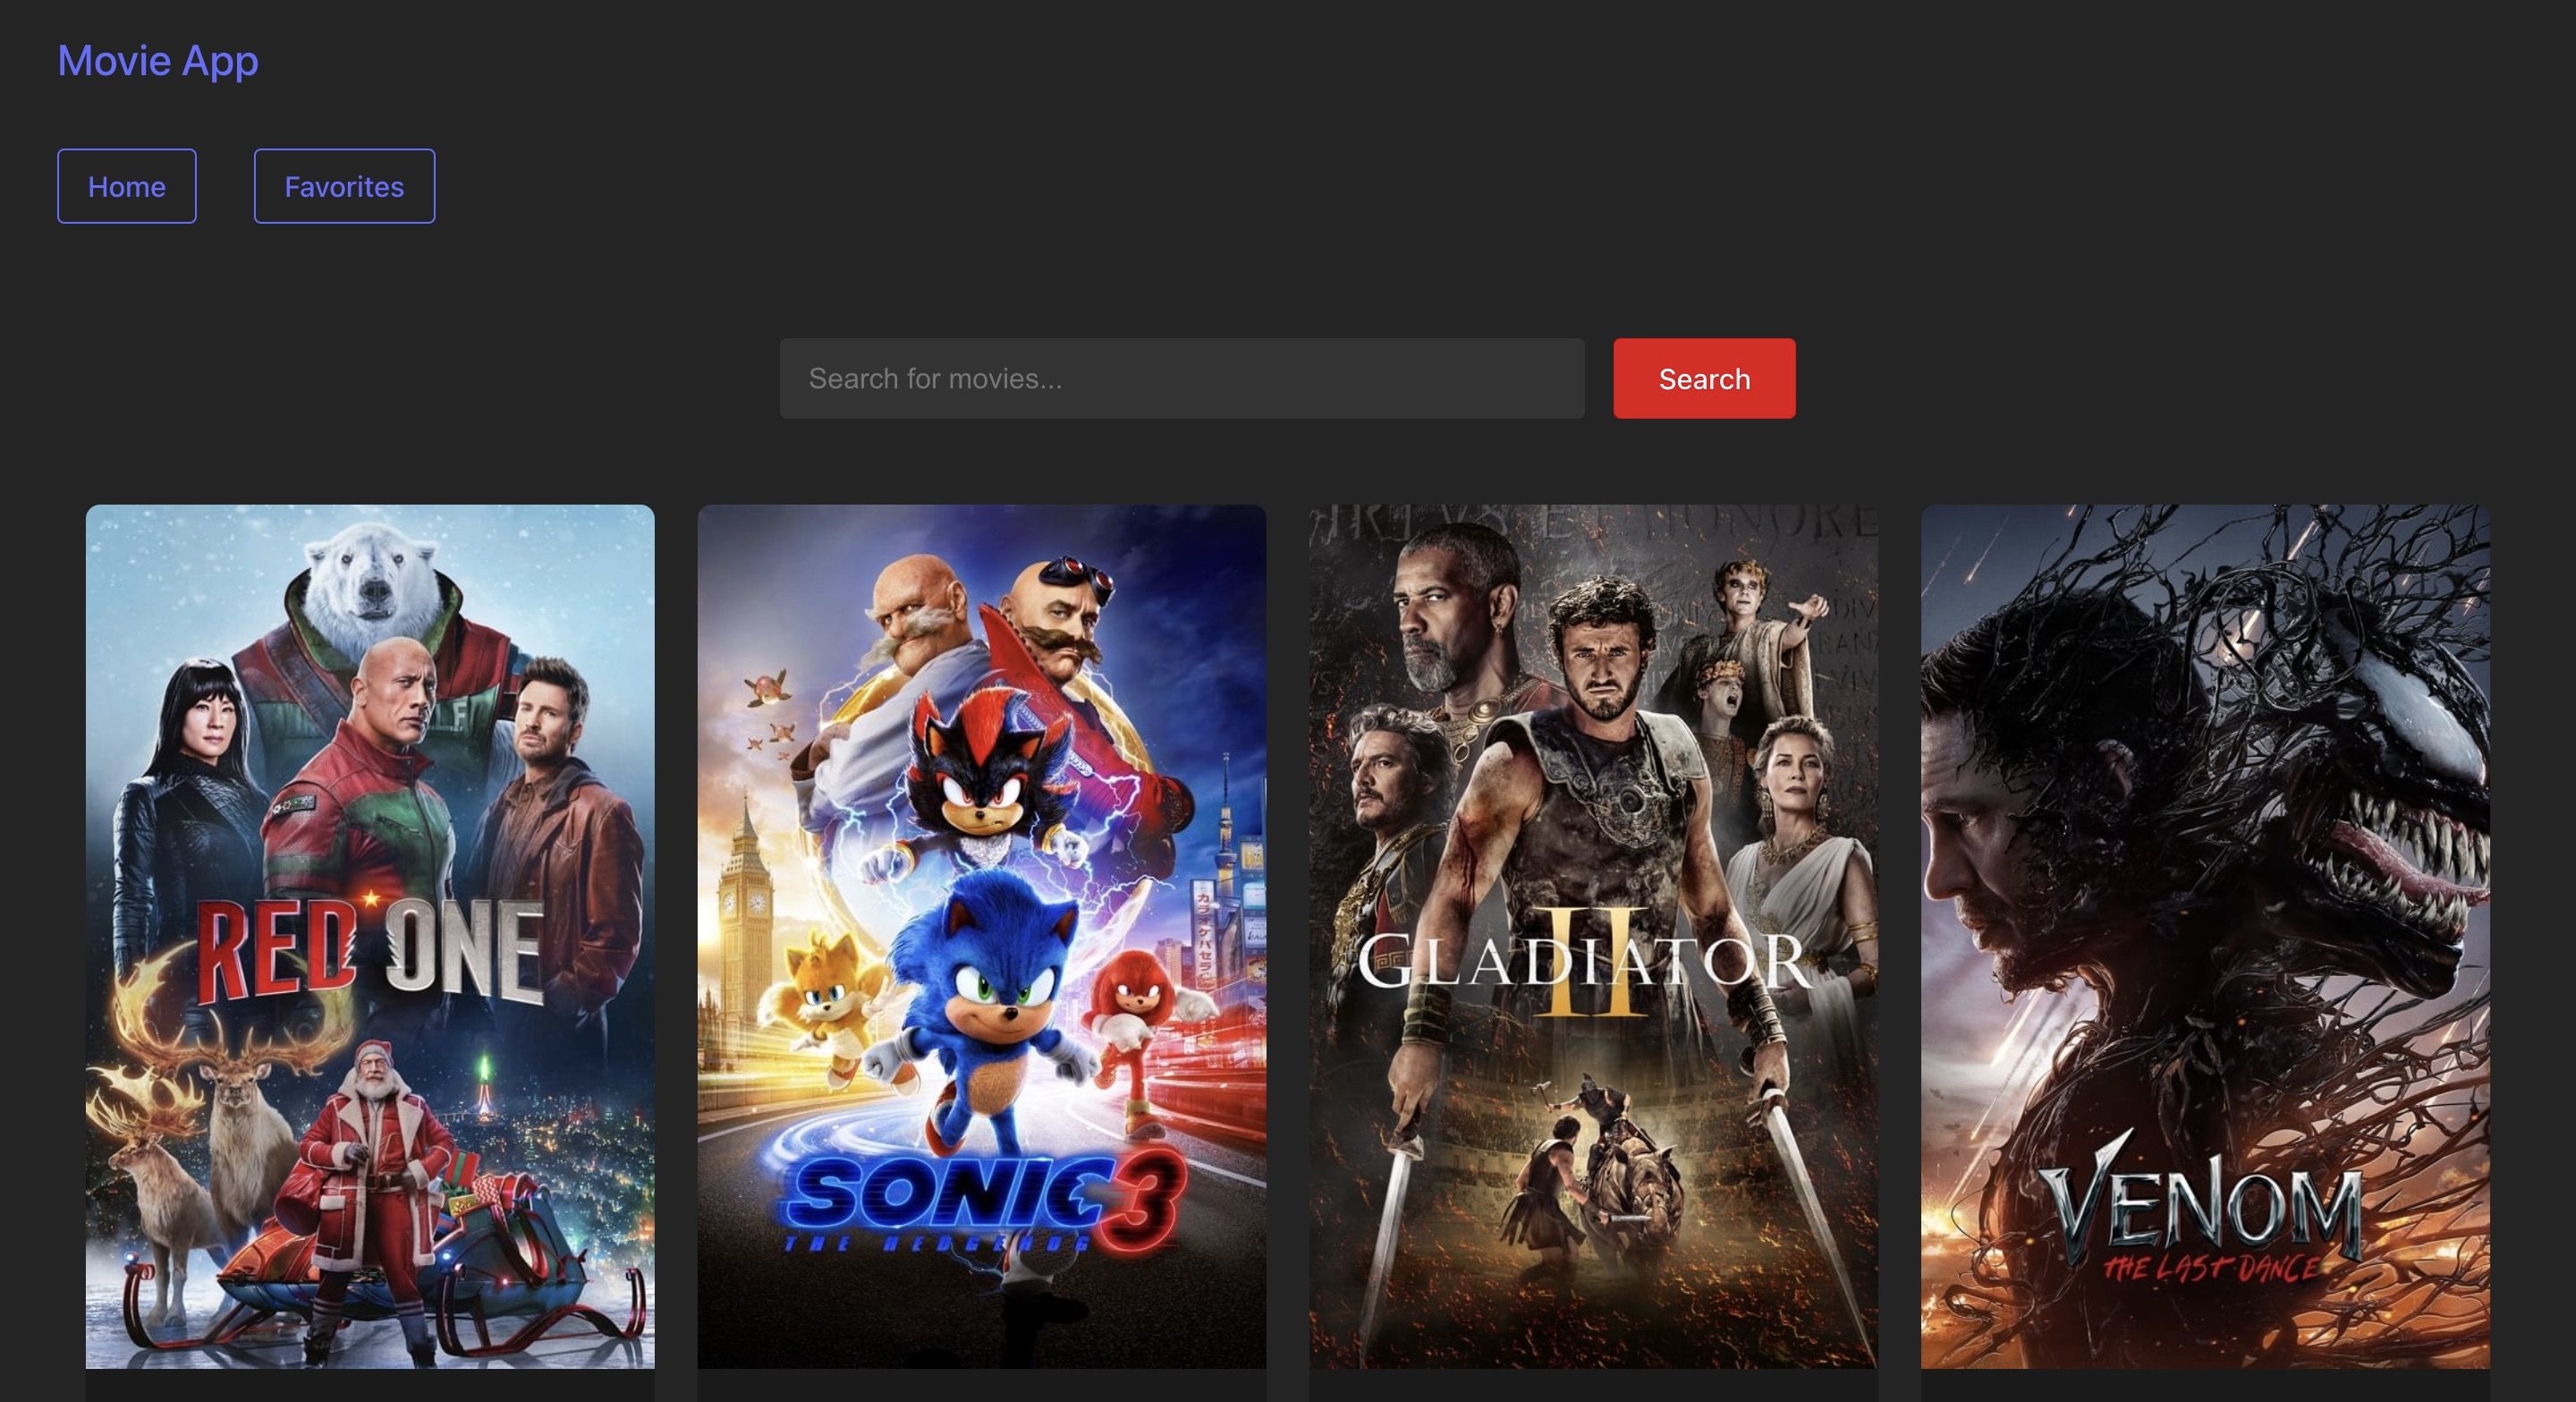 Movie App
Home Favorites
Search for movies...
Search
RED ONE
SONIC 3
THE HEDGEHOG
GLADIATOR
II
VENOM
THE LAST DANCE